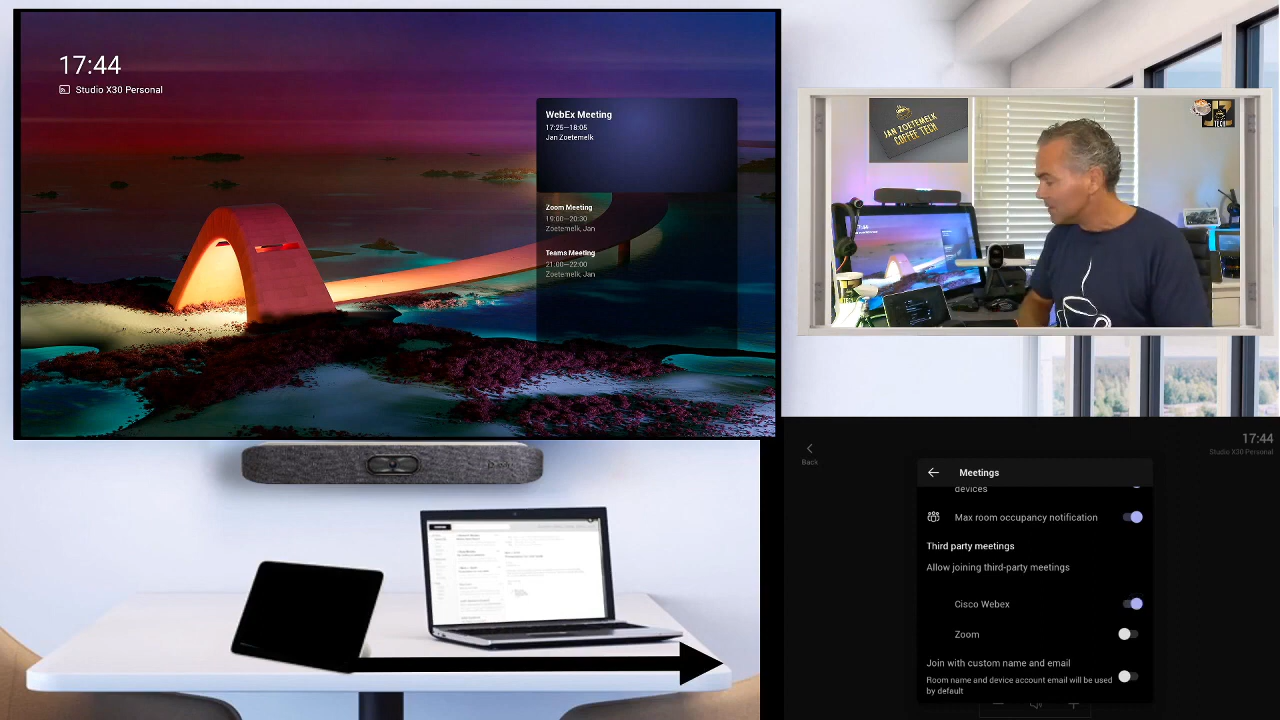 17:44
Studio X30 Personal
WebEx Meeting
17:25—18:05
Jan Zoetemelk
Zoom Meeting
19:00—20:30
Zoetemelk, Jan
Teams Meeting
21:00—22:00
Zoetemelk, Jan
JAN ZOETEMELK
COFFEE TECH
TECH
Back
17:44
Studio X30 Personal
Meetings
devices
Max room occupancy notification
Third party meetings
Allow joining third-party meetings
Cisco Webex
Zoom
Join with custom name and email
Room name and device account email will be used
by default